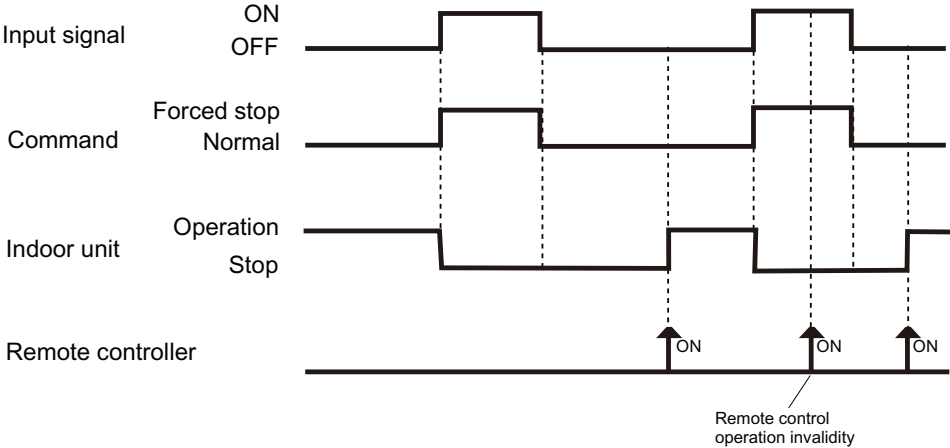 Input signal
ON
OFF
Command
Forced stop
Normal
Indoor unit
Operation
Stop
Remote controller
ON
ON
ON
Remote control
operation invalidity